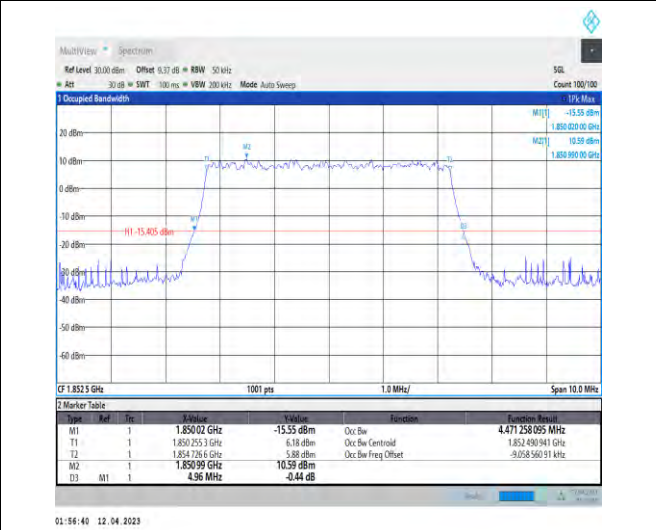 MultiView Spectrum
Ref Level 30.00 dBm Offset 9.37 dB RBW 50 kHz SGL
Att 30 dB SWT 100 ms VBW 200 kHz Mode Auto Sweep Count 100/100
1 Occupied Bandwidth 1Pk Max
M1[1] -15.55 dBm
1.850 020 00 GHz
M2[1] 10.59 dBm
1.850 990 00 GHz
20 dBm
M2
T1 T2
10 dBm
0 dBm
-10 dBm
M1
H1 -15.405 dBm
D3
-20 dBm
-30 dBm
-40 dBm
-50 dBm
-60 dBm
CF 1.852 5 GHz 1001 pts 1.0 MHz/ Span 10.0 MHz
2 Marker Table
Type Ref Trc X-Value Y-Value Function Function Result
M1 1 1.850 02 GHz -15.55 dBm Occ Bw 4.471 258 095 MHz
T1 1 1.850 255 3 GHz 6.18 dBm Occ Bw Centroid 1.852 490 941 GHz
T2 1 1.854 726 6 GHz 5.88 dBm Occ Bw Freq Offset -9.058 560 91 kHz
M2 1 1.850 99 GHz 10.59 dBm
D3 M1 1 4.96 MHz -0.44 dB
01:56:40 12.04.2023